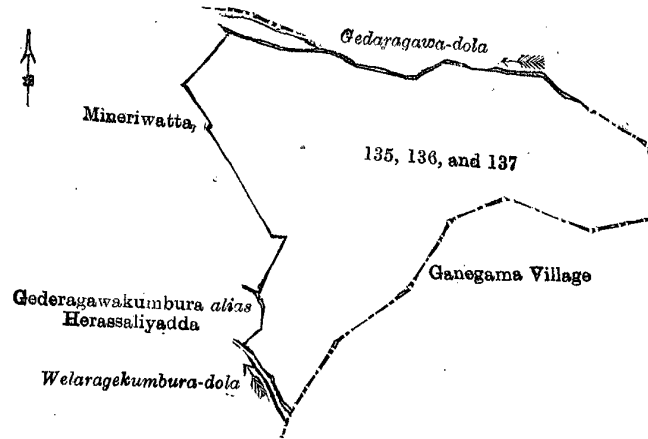 Gedaragawa-dola
Mineriwatta,
135, 136, and 137
Ganegama Village
Gederagawakumbura alias
Herassaliyadda
Welaragekumbura-dola